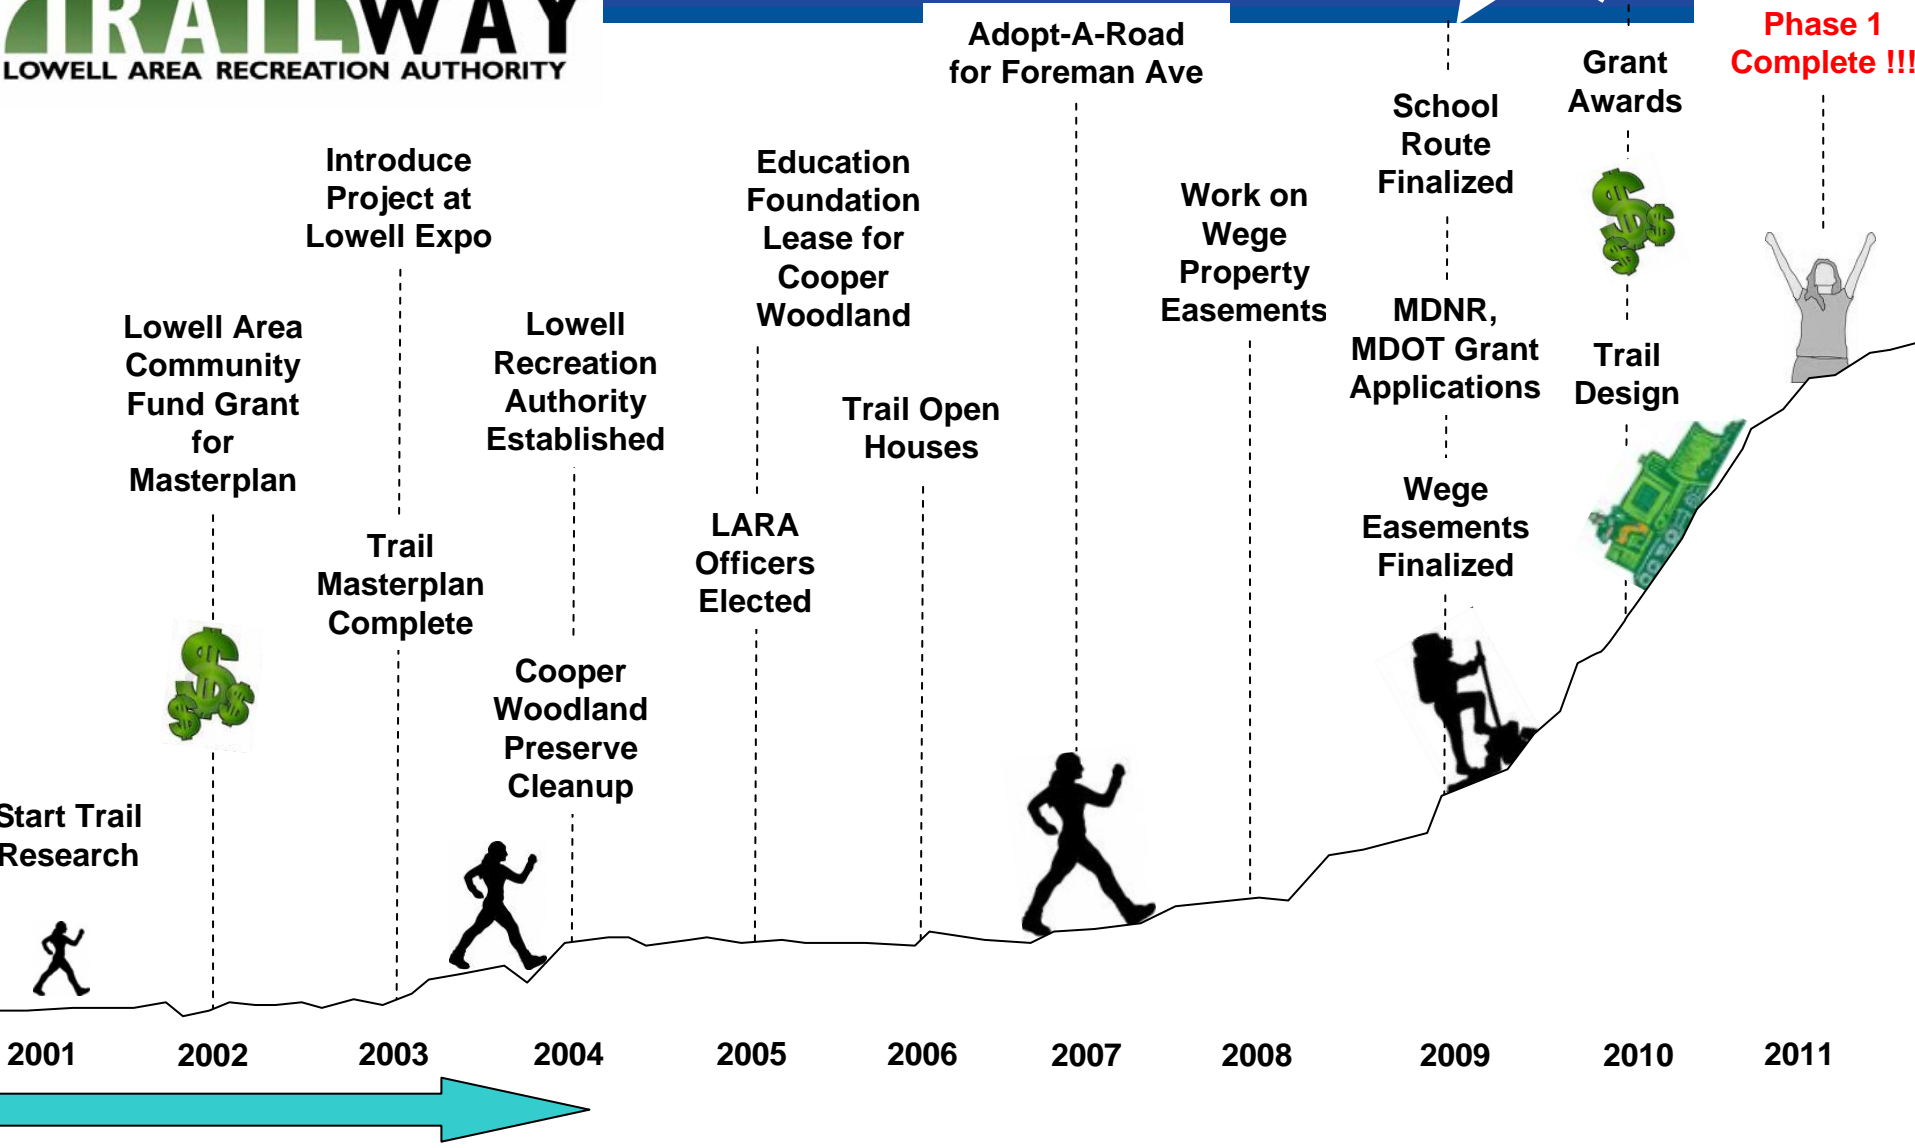 TRAILWAY
LOWELL AREA RECREATION AUTHORITY
Start Trail
Research
Lowell Area
Community
Fund Grant
for
Masterplan
Introduce
Project at
Lowell Expo
Trail
Masterplan
Complete
Lowell
Recreation
Authority
Established
Cooper
Woodland
Preserve
Cleanup
Education
Foundation
Lease for
Cooper
Woodland
LARA
Officers
Elected
Trail Open
Houses
Adopt-A-Road
for Foreman Ave
Work on
Wege
Property
Easements
School
Route
Finalized
MDNR,
MDOT Grant
Applications
Wege
Easements
Finalized
Grant
Awards
Trail
Design
Phase 1
Complete !!!
2001 2002 2003 2004 2005 2006 2007 2008 2009 2010 2011